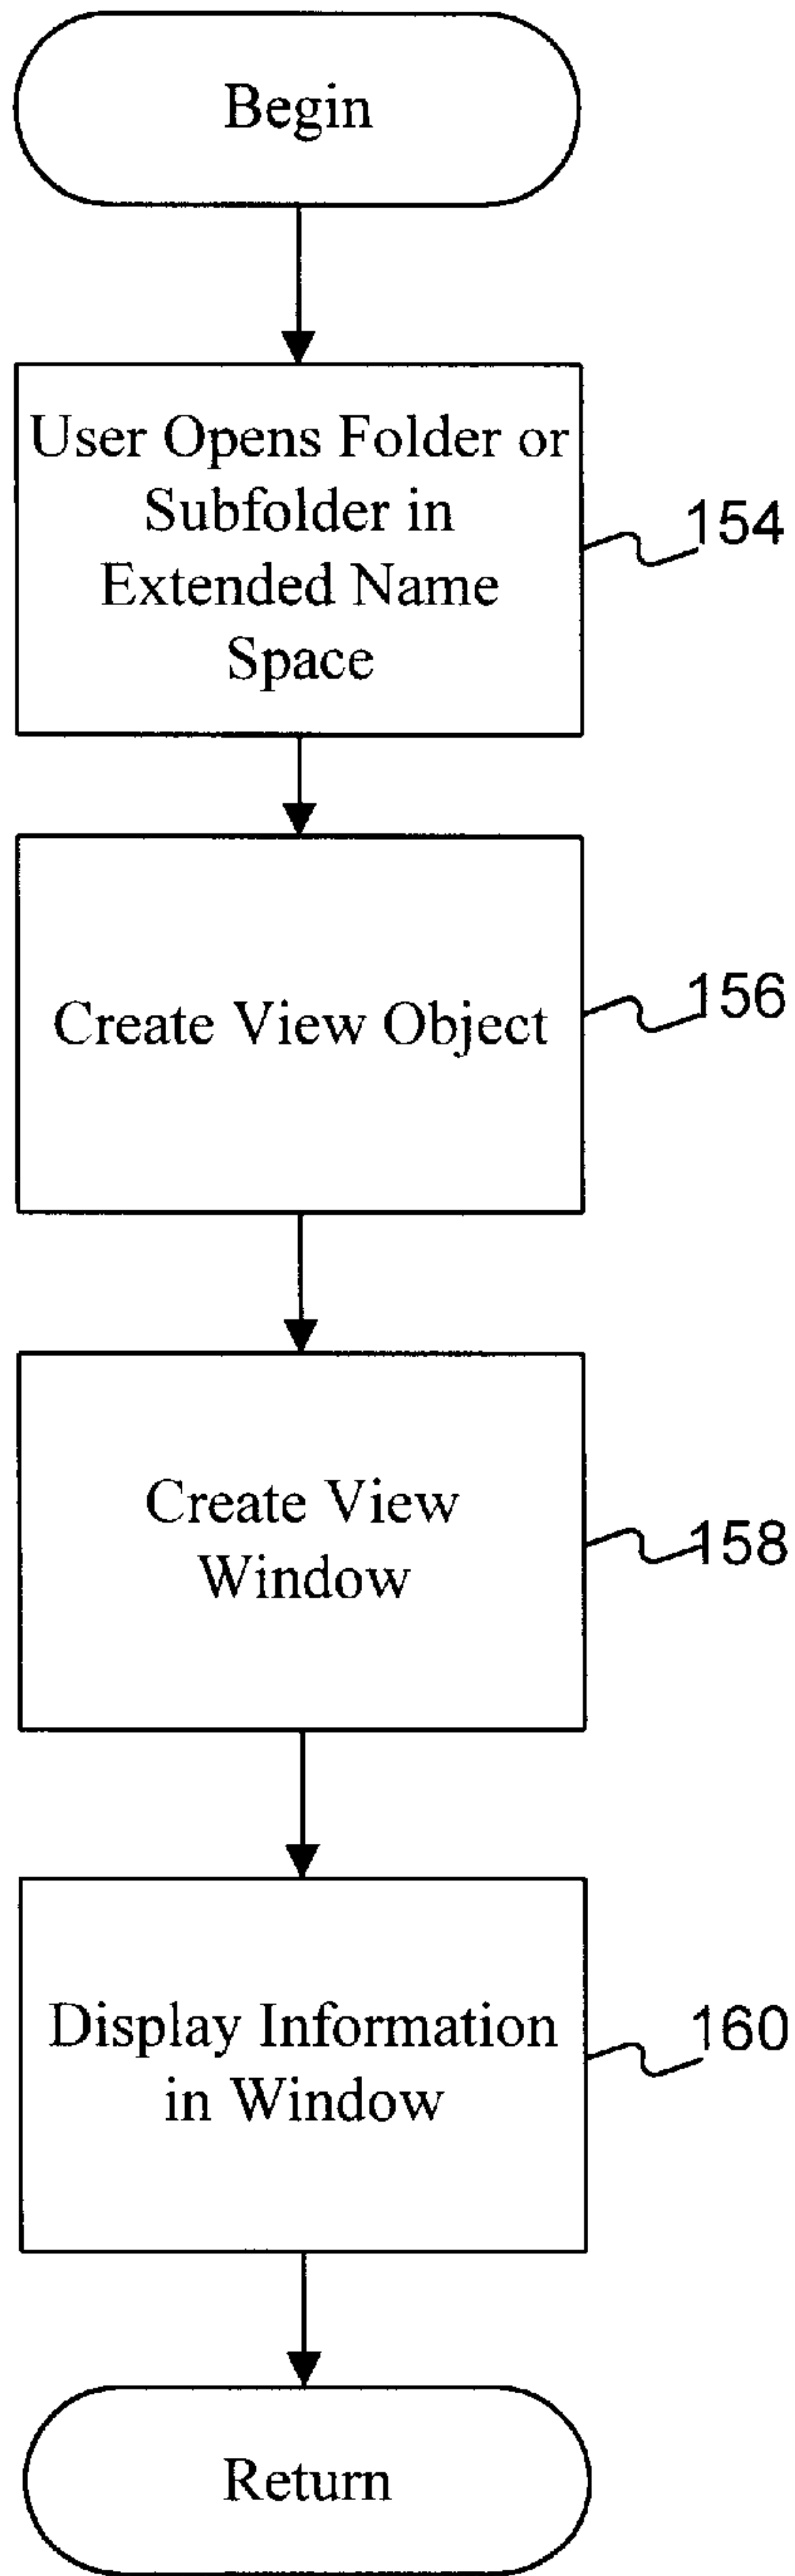 Begin
User Opens Folder or
Subfolder in
Extended Name
Space
154
Create View Object
156
Create View
Window
158
Display Information
in Window
160
Return